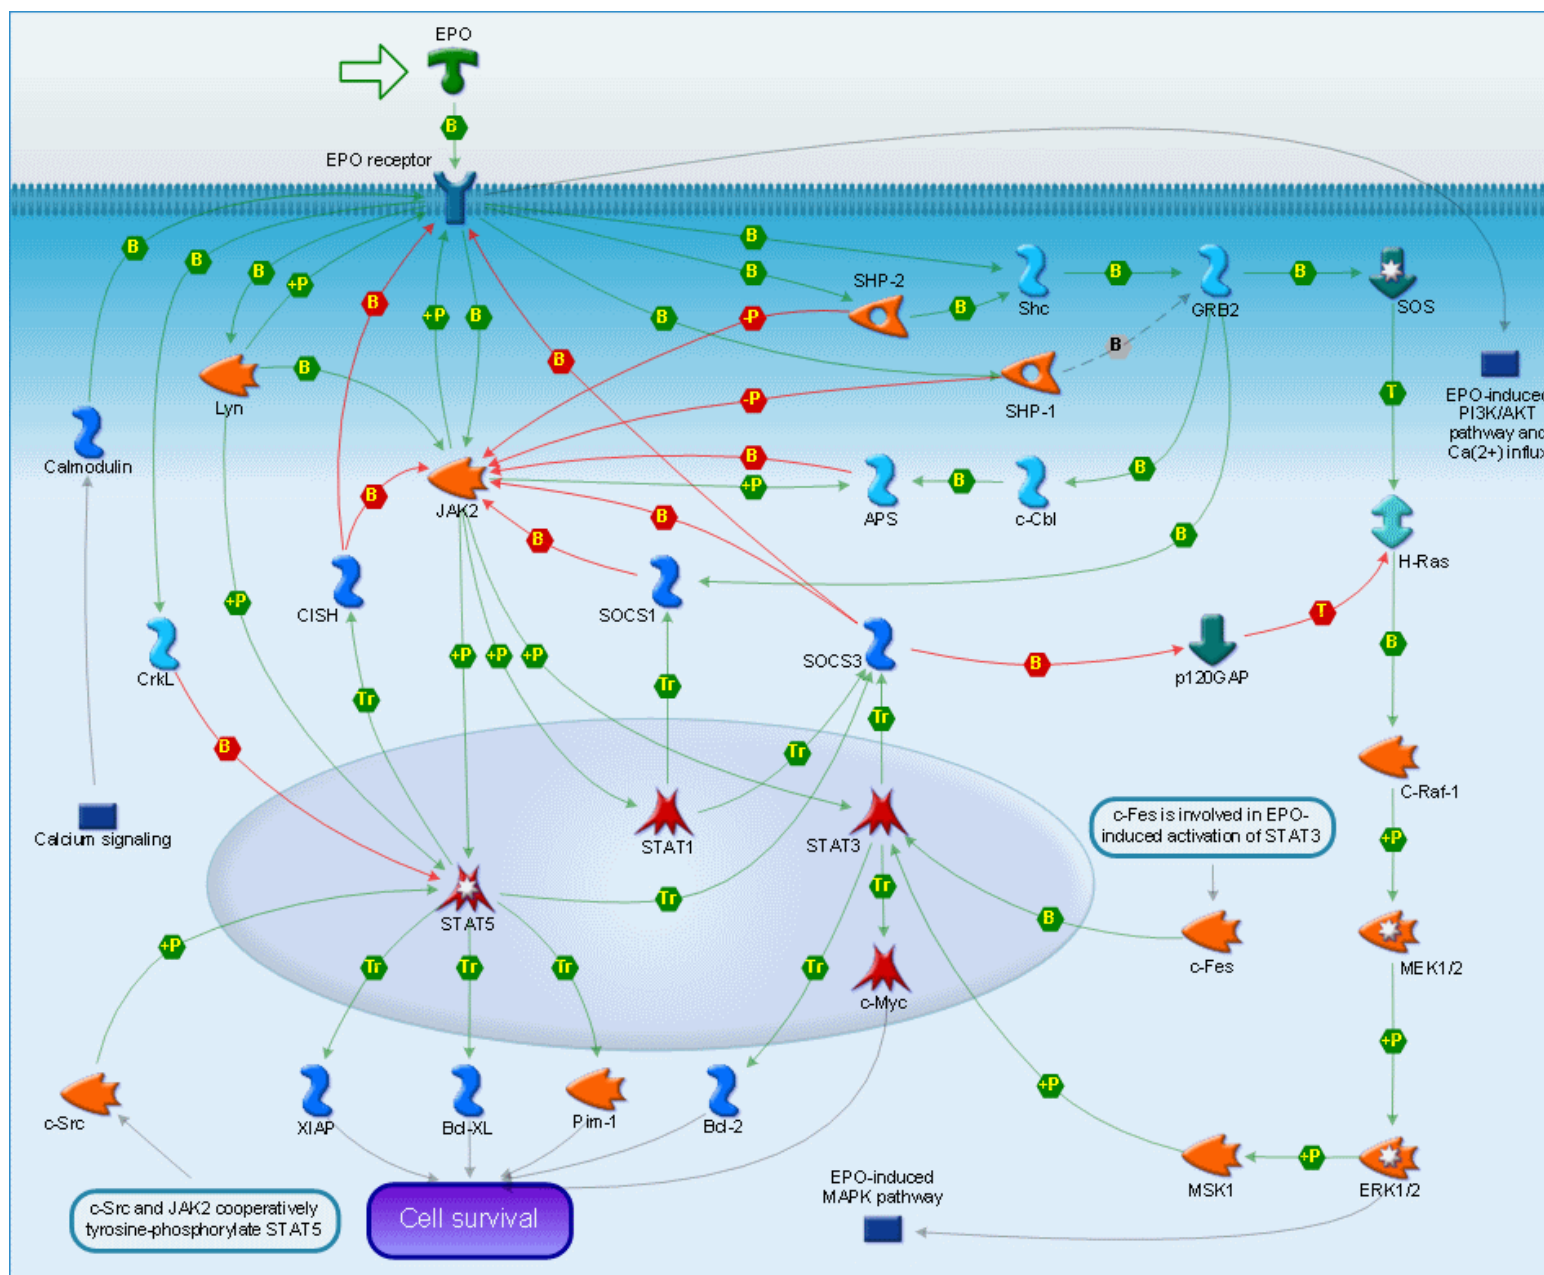 EPO
B
EPO receptor
B
B
B
+P
B
+P
B
B
B
B
SHP-2
B
Shc
B
GRB2
B
SOS
-P
B
B
B
Lyn
B
SHP-1
-P
T
EPO-induced
PI3K/AKT
pathway and
Ca(2+) influx
Calmodulin
B
B
+P
JAK2
B
APS
B
c-Cbl
B
B
B
B
H-Ras
CISH
SOCS1
+P
T
B
CrkL
+P
+P
+P
SOCS3
B
p120GAP
Tr
Tr
Tr
B
Tr
C-Raf-1
Calcium signaling
STAT1
STAT3
c-Fes is involved in EPO-
induced activation of STAT3
+P
Tr
Tr
B
STAT5
+P
Tr
Tr
Tr
Tr
c-Fes
MEK1/2
c-Myc
+P
+P
c-Src
XIAP
Bcl-XL
Pim-1
Bcl-2
+P
MSK1
ERK1/2
EPO-induced
MAPK pathway
c-Src and JAK2 cooperatively
tyrosine-phosphorylate STAT5
Cell survival